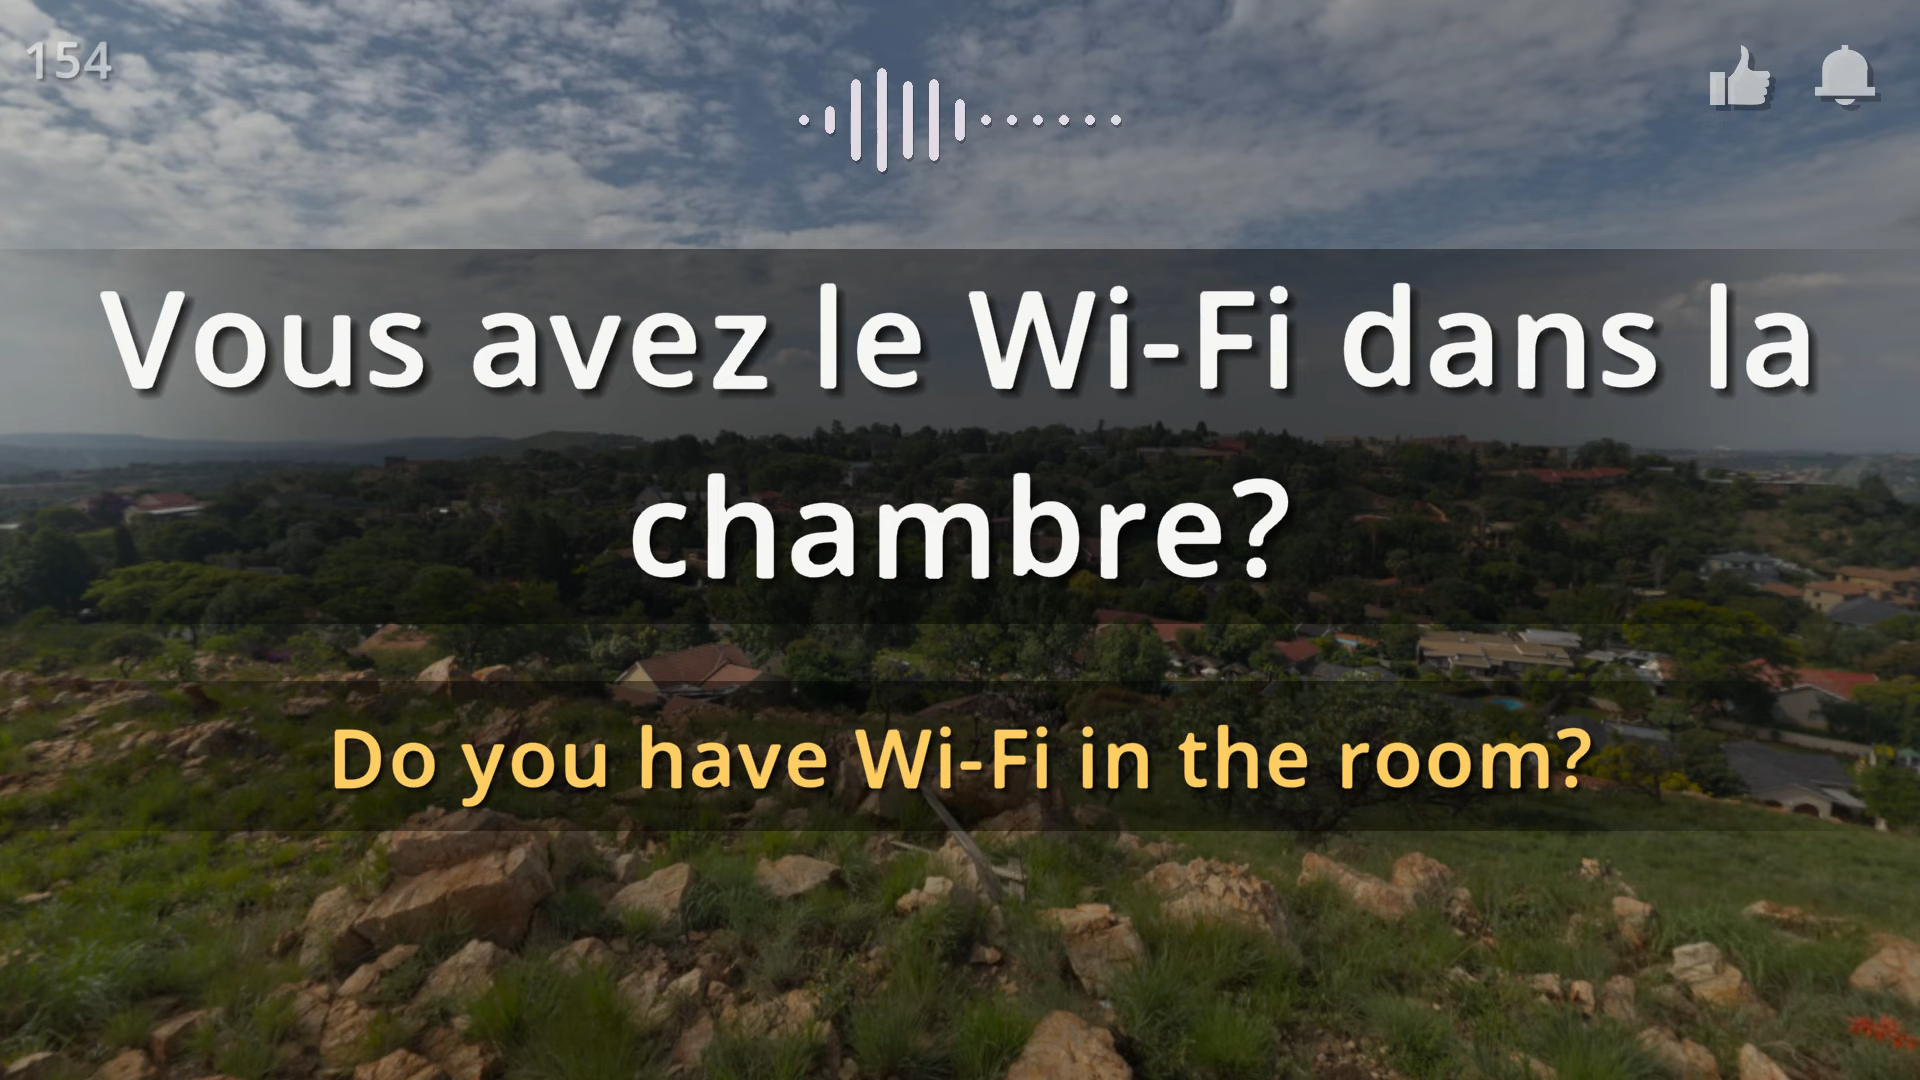 154
Vous avez le Wi-Fi dans la
chambre?
Do you have Wi-Fi in the room?